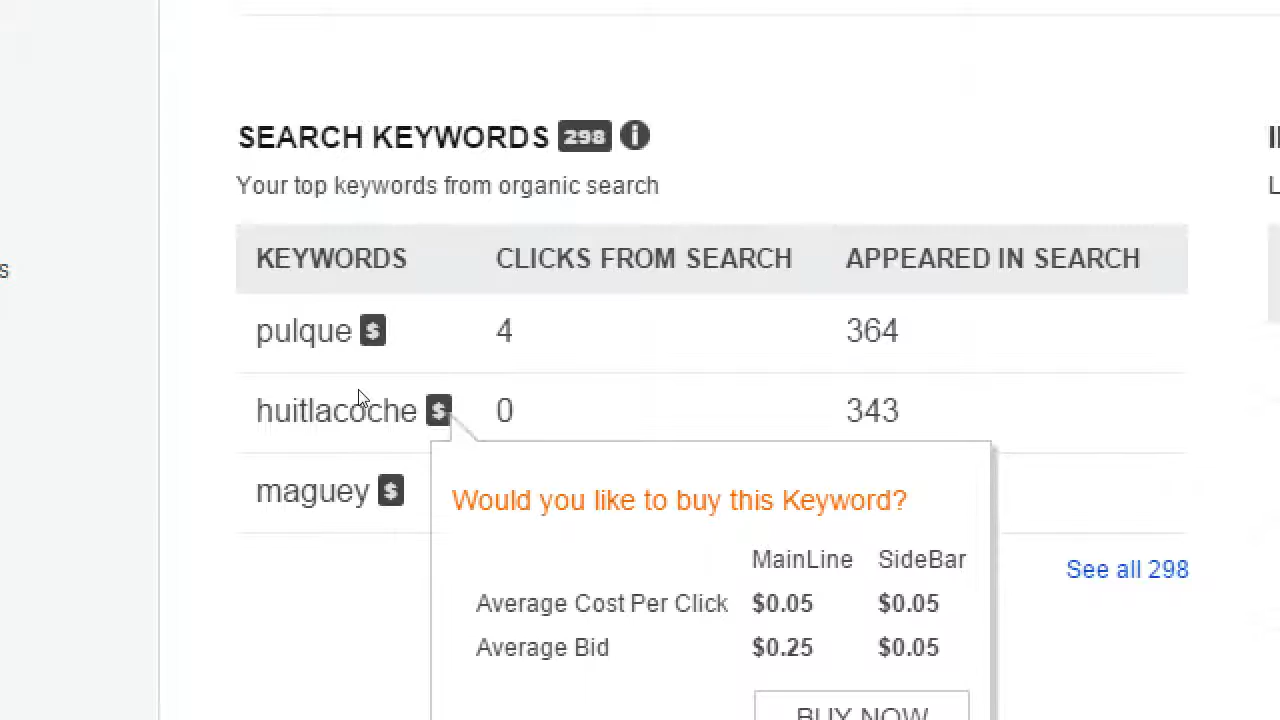 SEARCH KEYWORDS 298 i
Your top keywords from organic search
KEYWORDS CLICKS FROM SEARCH APPEARED IN SEARCH
pulque $ 4 364
huitlacoche $ 0 343
maguey $
Would you like to buy this Keyword?
MainLine SideBar
See all 298
Average Cost Per Click $0.05 $0.05
Average Bid $0.25 $0.05
BUY NOW
s
L